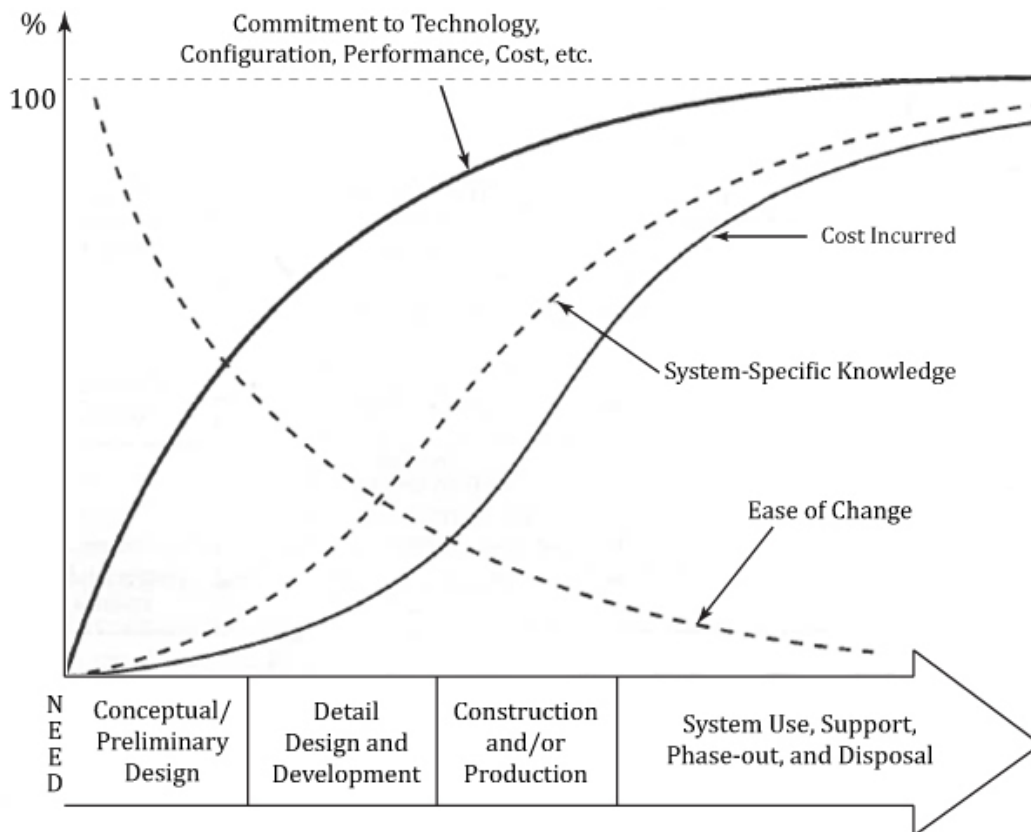 %
Commitment to Technology,
Configuration, Performance, Cost, etc.
100
Cost Incurred
System-Specific Knowledge
Ease of Change
N
E
E
D
Conceptual/
Preliminary
Design
Detail
Design and
Development
Construction
and/or
Production
System Use, Support,
Phase-out, and Disposal